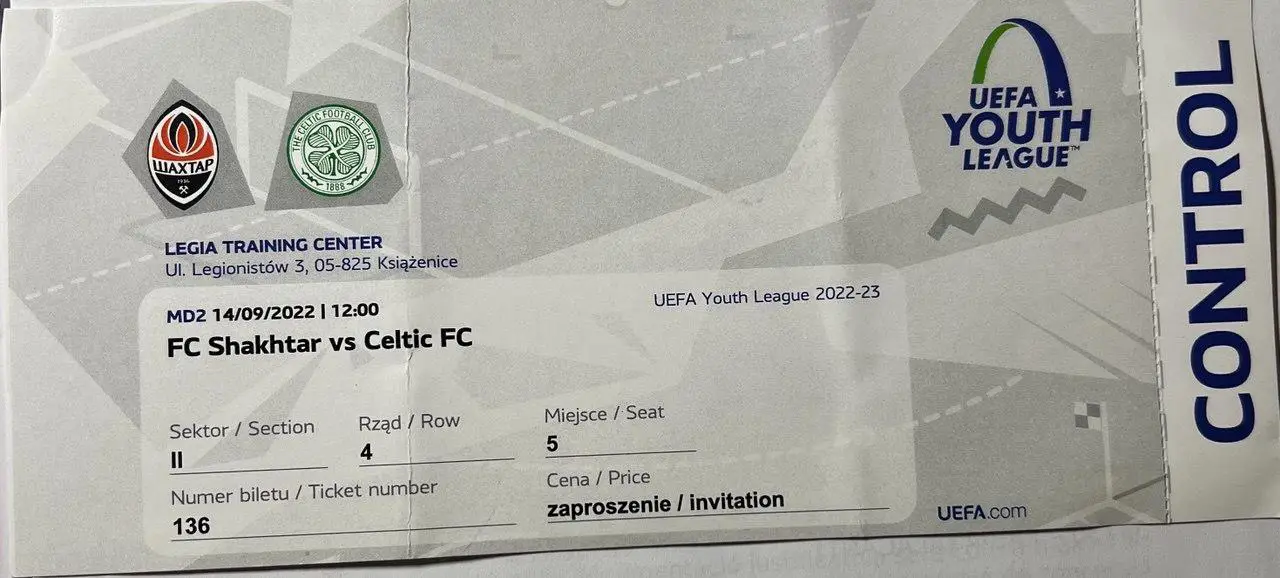 ШАХТАР
1936
THE CELTIC FOOTBALL CLUB
1888
UEFA
YOUTH
LEAGUE™
CONTROL
LEGIA TRAINING CENTER
Ul. Legionistów 3, 05-825 Książenice
MD2 14/09/2022 | 12:00
UEFA Youth League 2022-23
FC Shakhtar vs Celtic FC
Sektor / Section
II
Rząd / Row
4
Miejsce / Seat
5
Numer biletu / Ticket number
136
Cena / Price
zaproszenie / invitation
UEFA.com